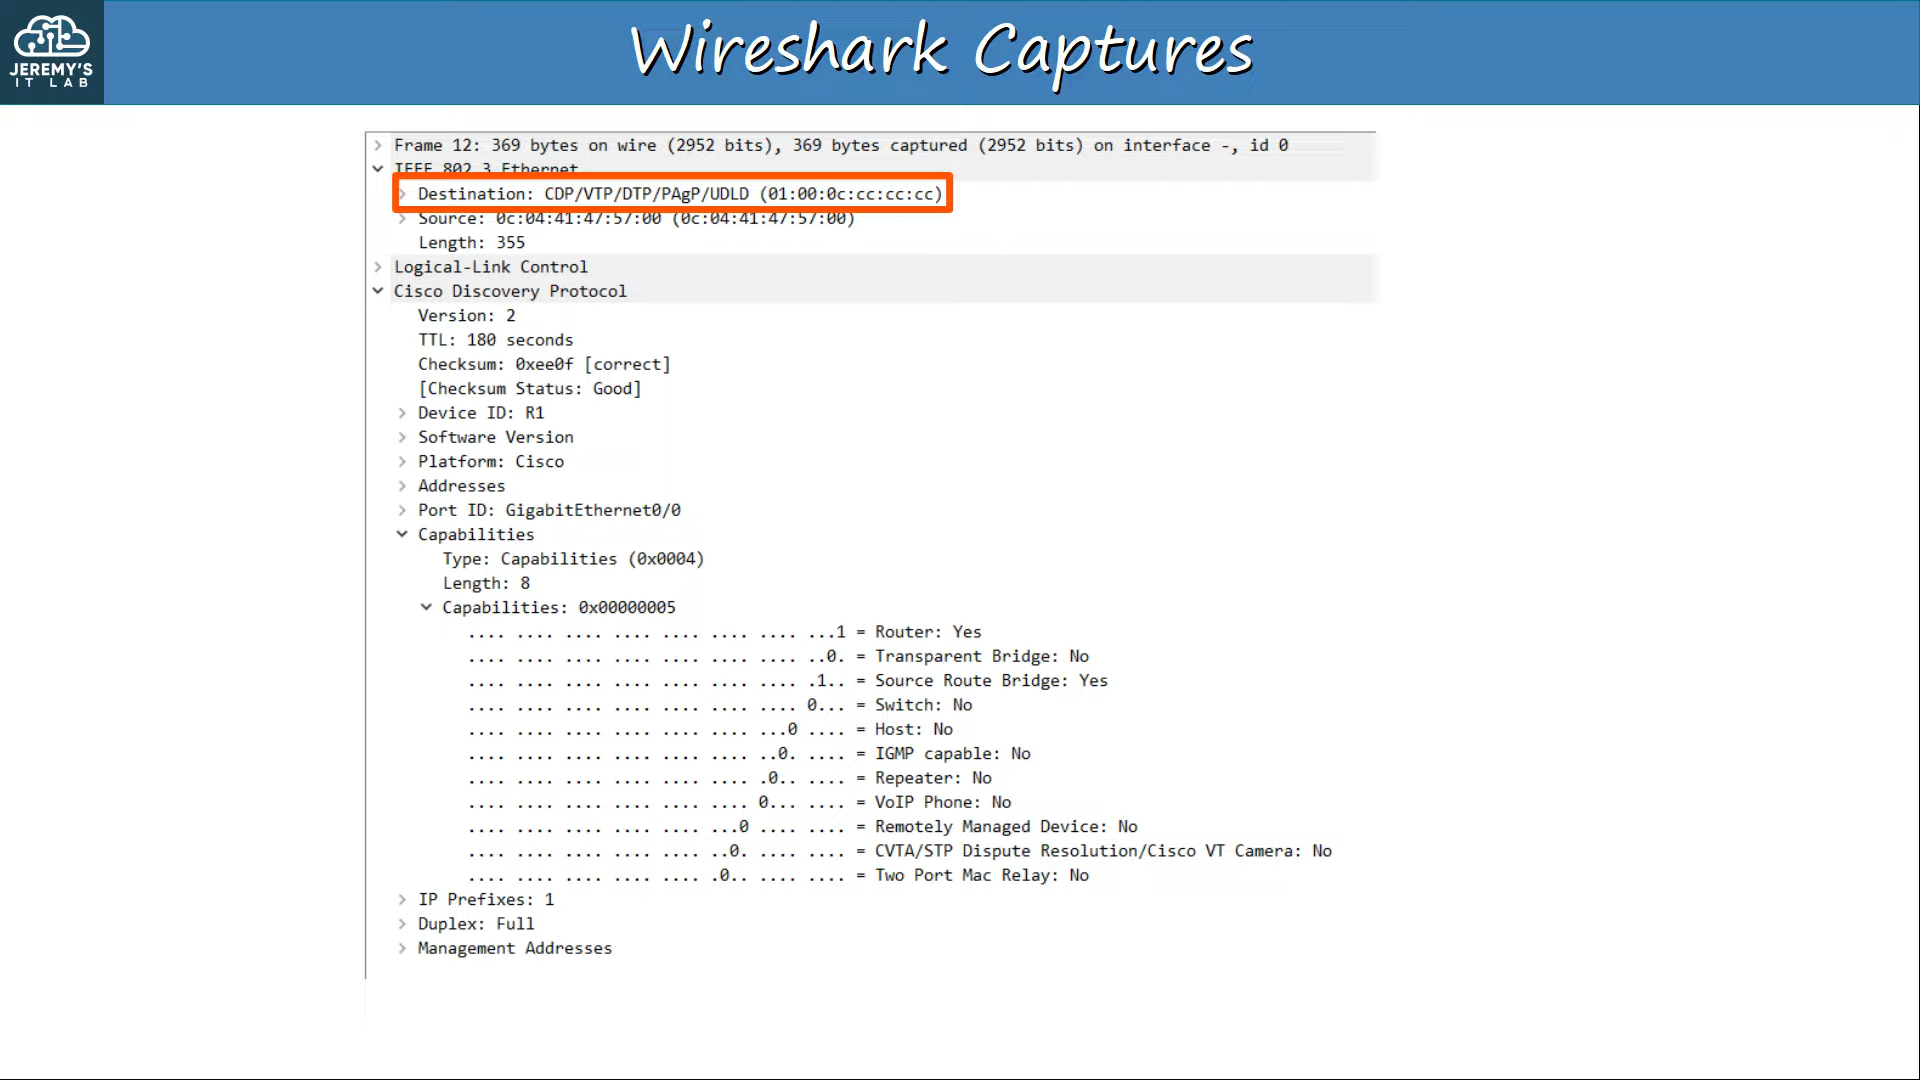 JEREMY'S
IT LAB
Wireshark Captures
Frame 12: 369 bytes on wire (2952 bits), 369 bytes captured (2952 bits) on interface -, id 0
IEEE 802.3 Ethernet
Destination: CDP/VTP/DTP/PAgP/UDLD (01:00:0c:cc:cc:cc)
Source: 0c:04:41:47:57:00 (0c:04:41:47:57:00)
Length: 355
Logical-Link Control
Cisco Discovery Protocol
Version: 2
TTL: 180 seconds
Checksum: 0xee0f [correct]
[Checksum Status: Good]
Device ID: R1
Software Version
Platform: Cisco
Addresses
Port ID: GigabitEthernet0/0
Capabilities
Type: Capabilities (0x0004)
Length: 8
Capabilities: 0x00000005
.... .... .... .... .... .... .... ...1 = Router: Yes
.... .... .... .... .... .... .... ..0. = Transparent Bridge: No
.... .... .... .... .... .... .... .1.. = Source Route Bridge: Yes
.... .... .... .... .... .... .... 0... = Switch: No
.... .... .... .... .... .... ...0 .... = Host: No
.... .... .... .... .... .... ..0. .... = IGMP capable: No
.... .... .... .... .... .... .0.. .... = Repeater: No
.... .... .... .... .... .... 0... .... = VoIP Phone: No
.... .... .... .... .... ...0 .... .... = Remotely Managed Device: No
.... .... .... .... .... ..0. .... .... = CVTA/STP Dispute Resolution/Cisco VT Camera: No
.... .... .... .... .... .0.. .... .... = Two Port Mac Relay: No
IP Prefixes: 1
Duplex: Full
Management Addresses